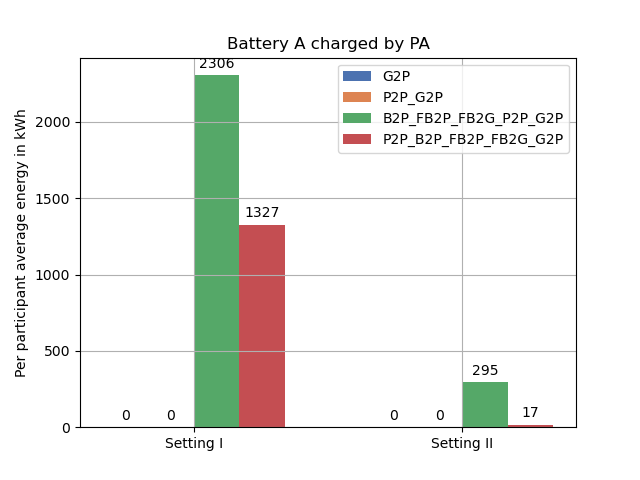 Battery A charged by PA
Per participant average energy in kWh
2000
1500
1000
500
0
G2P
P2P_G2P
B2P_FB2P_FB2G_P2P_G2P
P2P_B2P_FB2P_FB2G_G2P
0
0
2306
1327
0
0
295
17
Setting I
Setting II